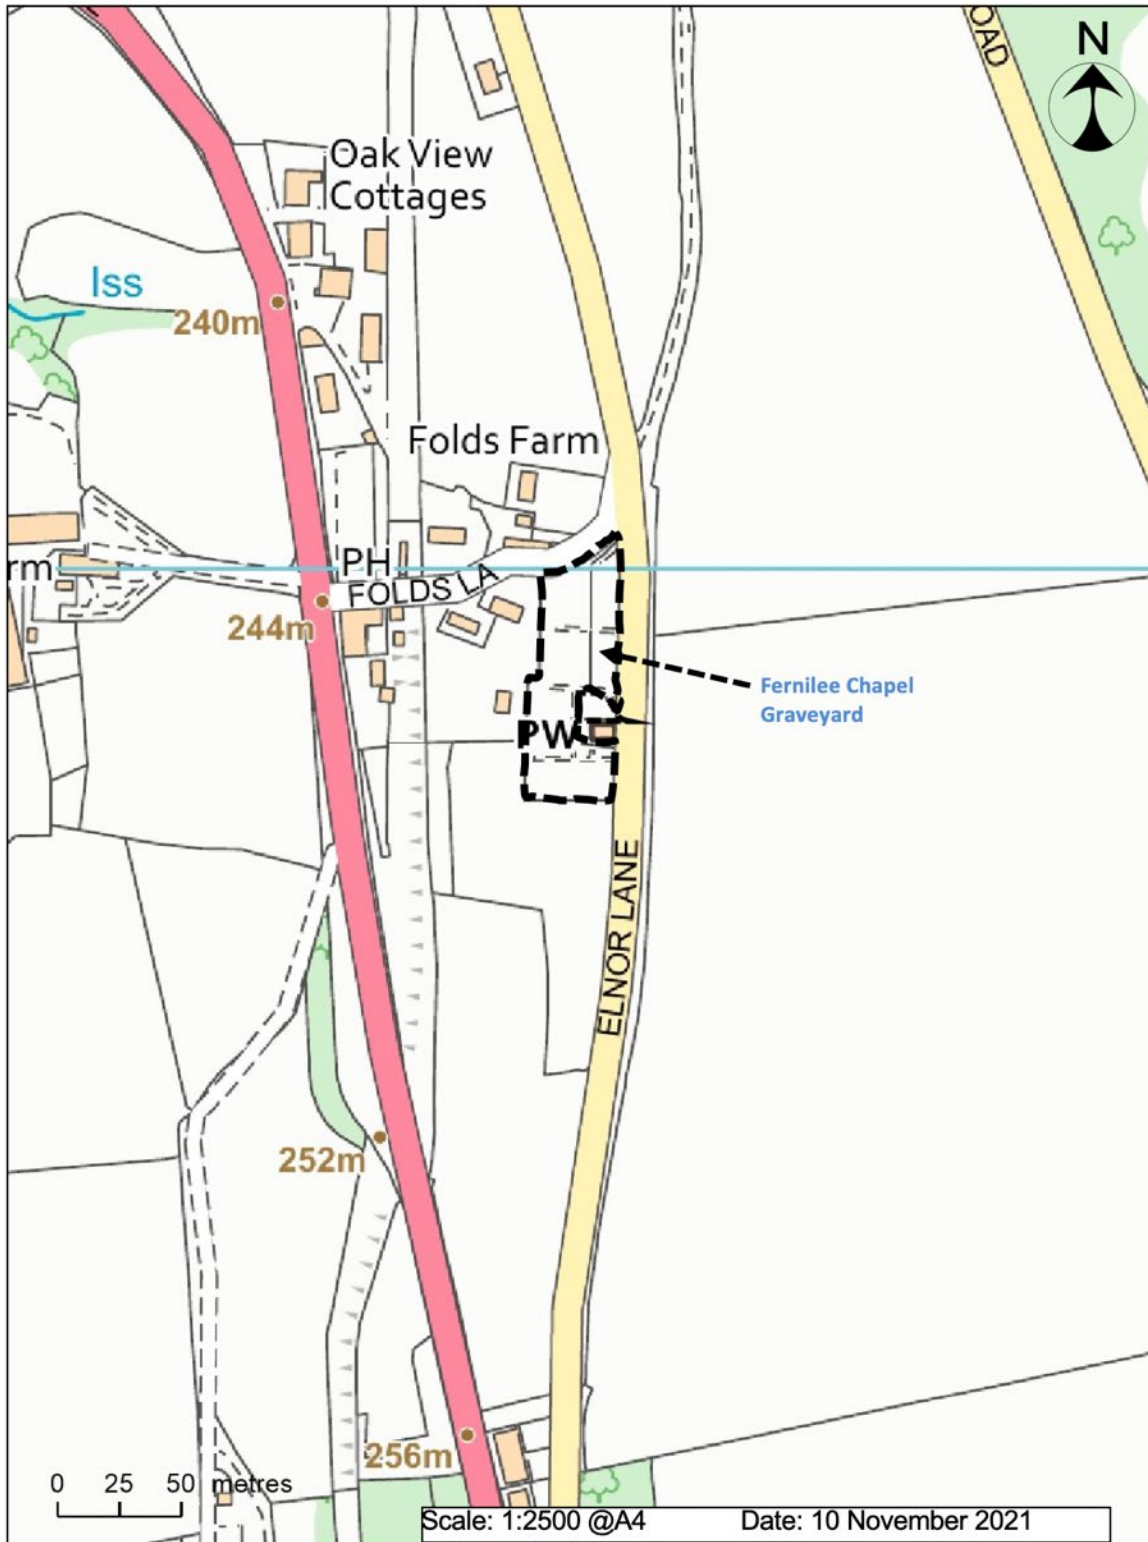 OAD
N
Oak View
Cottages
Iss
240m
Folds Farm
rm
PH
FOLDS LA
244m
Fernilee Chapel
Graveyard
PW
ELNOR LANE
252m
256m
0 25 50 metres
Scale: 1:2500 @A4 Date: 10 November 2021